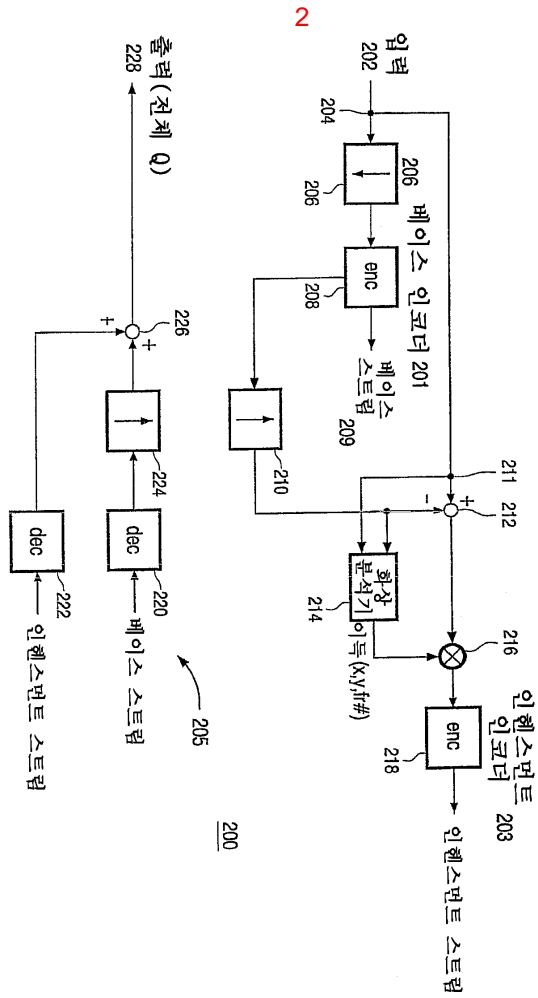 2
입력
202
204
206
206
베이스 인코더 201
enc
208
베이스
스트림
209
210
211
+
-
212
화상
분석기
214
이득(x,y,fr#)
216
인헨스먼트
인코더
203
enc
218
인헨스먼트 스트림
200
205
베이스 스트림
dec
220
224
인헨스먼트 스트림
dec
222
+
+
226
출력(전체 Q)
228